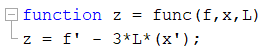 function z = func(f,x,L)
z = f' - 3*L*(x');